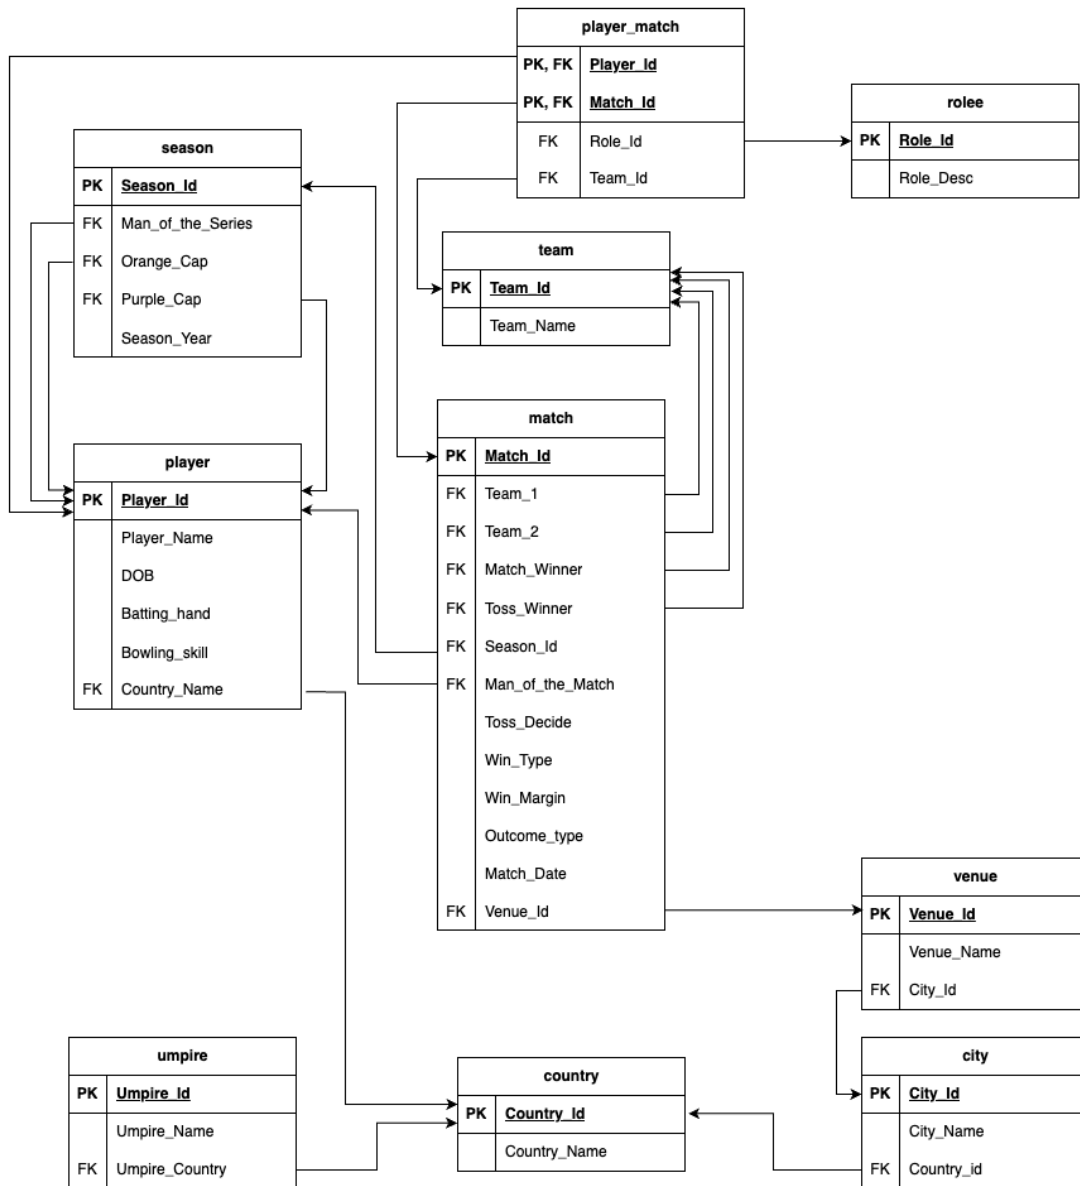 player_match
PK, FK Player_Id
PK, FK Match_Id
FK Role_Id
FK Team_Id
rolee
PK Role_Id
Role_Desc
season
PK Season_Id
FK Man_of_the_Series
FK Orange_Cap
FK Purple_Cap
Season_Year
team
PK Team_Id
Team_Name
player
PK Player_Id
Player_Name
DOB
Batting_hand
Bowling_skill
FK Country_Name
match
PK Match_Id
FK Team_1
FK Team_2
FK Match_Winner
FK Toss_Winner
FK Season_Id
FK Man_of_the_Match
Toss_Decide
Win_Type
Win_Margin
Outcome_type
Match_Date
FK Venue_Id
venue
PK Venue_Id
Venue_Name
FK City_Id
umpire
PK Umpire_Id
Umpire_Name
FK Umpire_Country
country
PK Country_Id
Country_Name
city
PK City_Id
City_Name
FK Country_id